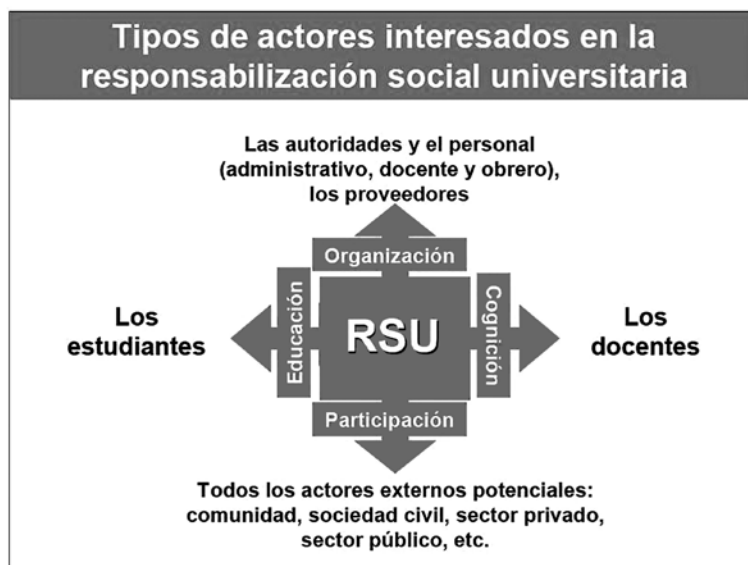 Tipos de actores interesados en la
responsabilización social universitaria
Las autoridades y el personal
(administrativo, docente y obrero),
los proveedores
Organización
Los
estudiantes
Educación
RSU
Cognición
Los
docentes
Participación
Todos los actores externos potenciales:
comunidad, sociedad civil, sector privado,
sector público, etc.